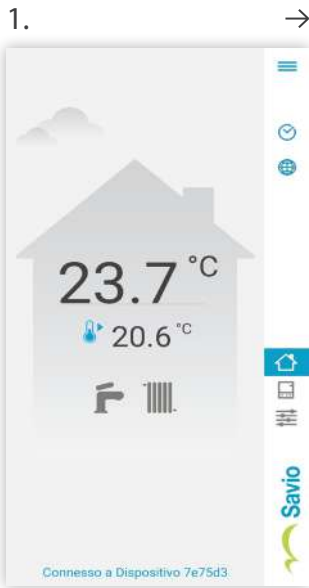 1.
23.7 °C
20.6 °C
Savio
Connesso a Dispositivo 7e75d3